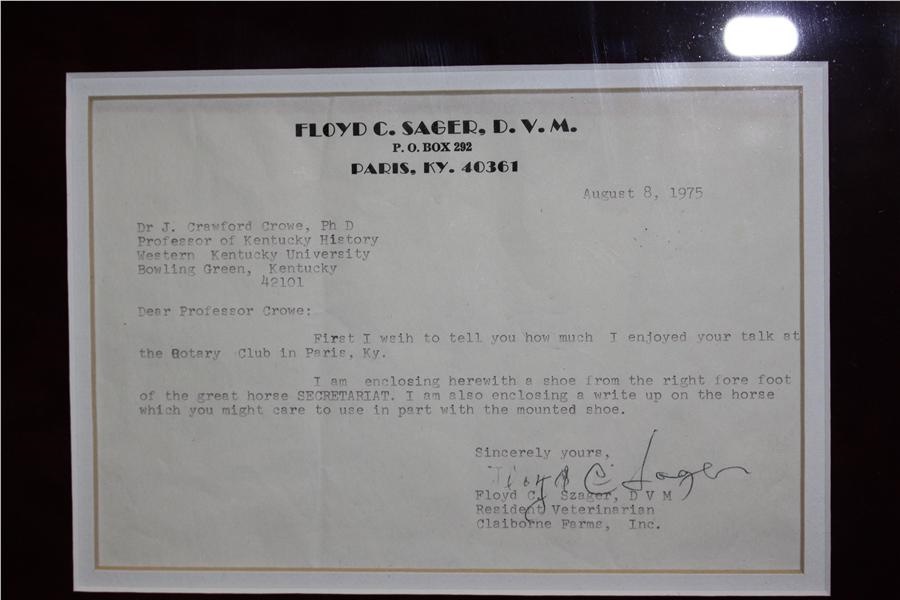 FLOYD C. SAGER, D. V. M.
P. O. BOX 292
PARIS, KY. 40361
August 8, 1975
Dr J. Crawford Crowe, Ph D
Professor of Kentucky History
Western Kentucky University
Bowling Green, Kentucky
42101
Dear Professor Crowe:
First I wsih to tell you how much I enjoyed your talk at
the Rotary Club in Paris, Ky.
I am enclosing herewith a shoe from the right fore foot
of the great horse SECRETARIAT. I am also enclosing a write up on the horse
which you might care to use in part with the mounted shoe.
Sincerely yours,
Floyd C. Sager
Floyd C. Szager, D V M
Resident Veterinarian
Claiborne Farms, Inc.